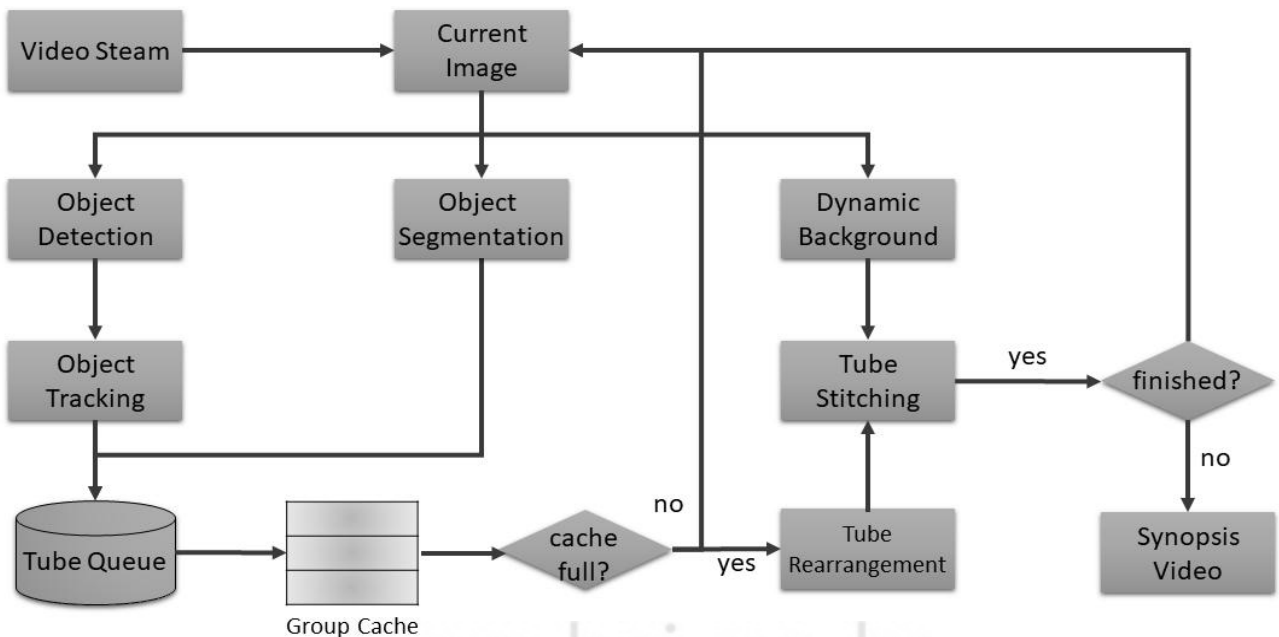 Video Steam
Current
Image
Object
Detection
Object
Segmentation
Dynamic
Background
Object
Tracking
Tube
Stitching
yes
finished?
no
Tube Queue
Group Cache
cache
full?
no
yes
Tube
Rearrangement
Synopsis
Video